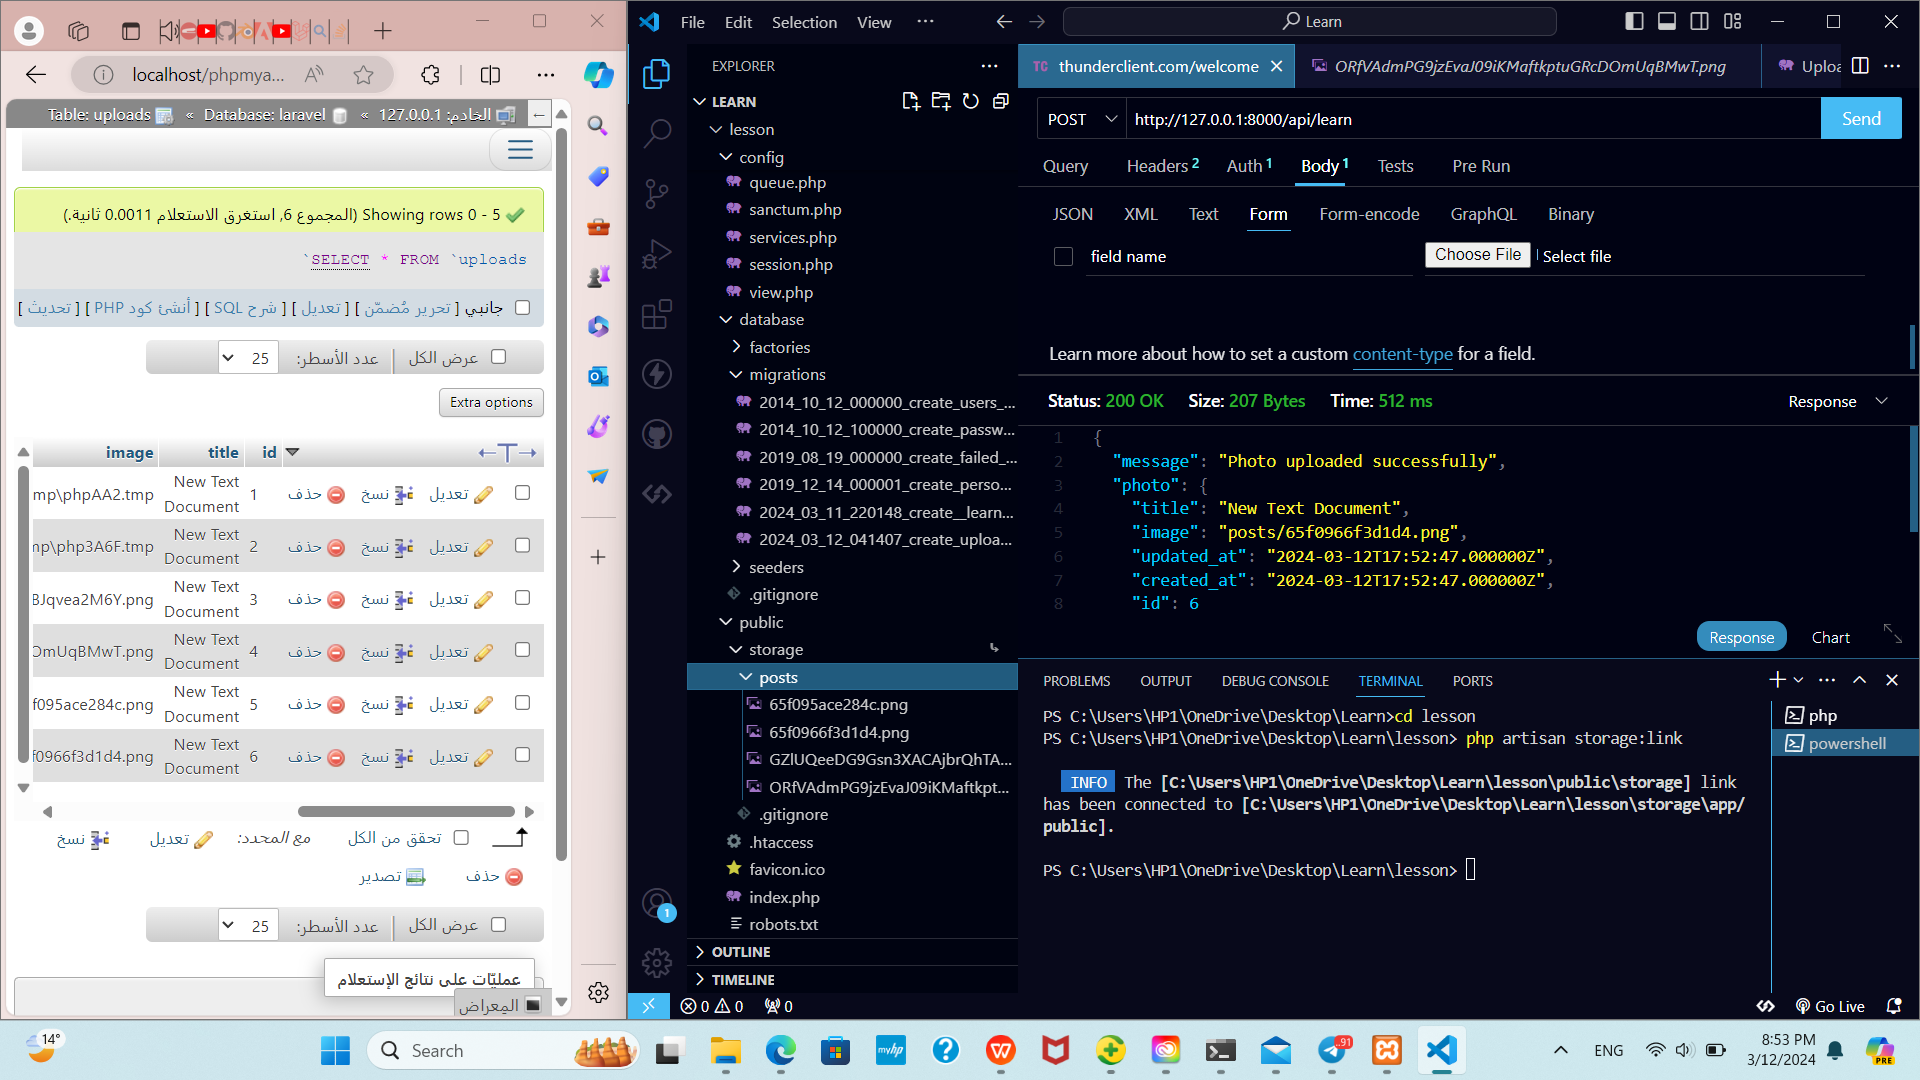 localhost/phpmya...
Table: uploads » Database: laravel » الخادم: 127.0.0.1
Showing rows 0 - 5 (المجموع 6, استغرق الاستعلام 0.0011 ثانية.)
`SELECT * FROM `uploads
جانبي [ تحرير مُضمّن ] [ تعديل ] [ شرح SQL ] [ أنشئ كود PHP ] [ تحديث ]
عرض الكل | عدد الأسطر: 25
Extra options
image title id
mp\phpAA2.tmp New Text Document 1 حذف نسخ تعديل
mp\php3A6F.tmp New Text Document 2 حذف نسخ تعديل
BJqvea2M6Y.png New Text Document 3 حذف نسخ تعديل
OmUqBMwT.png New Text Document 4 حذف نسخ تعديل
f095ace284c.png New Text Document 5 حذف نسخ تعديل
f0966f3d1d4.png New Text Document 6 حذف نسخ تعديل
تحقق من الكل مع المحدد: تعديل نسخ
حذف تصدير
عرض الكل | عدد الأسطر: 25
عمليّات على نتائج الإستعلام
المِعراض
File Edit Selection View ··· Learn
EXPLORER
LEARN
lesson
config
queue.php
sanctum.php
services.php
session.php
view.php
database
factories
migrations
2014_10_12_000000_create_users_...
2014_10_12_100000_create_passw...
2019_08_19_000000_create_failed_...
2019_12_14_000001_create_perso...
2024_03_11_220148_create__learn...
2024_03_12_041407_create_uploa...
seeders
.gitignore
public
storage
posts
65f095ace284c.png
65f0966f3d1d4.png
GZlUQeeDG9Gsn3XACAjbrQhTA...
ORfVAdmPG9jzEvaJ09iKMaftkpt...
.gitignore
.htaccess
favicon.ico
index.php
robots.txt
OUTLINE
TIMELINE
TC thunderclient.com/welcome ORfVAdmPG9jzEvaJ09iKMaftkptuGRcDOmUqBMwT.png Uploa
POST http://127.0.0.1:8000/api/learn Send
Query Headers 2 Auth 1 Body 1 Tests Pre Run
JSON XML Text Form Form-encode GraphQL Binary
field name Choose File Select file
Learn more about how to set a custom content-type for a field.
Status: 200 OK Size: 207 Bytes Time: 512 ms Response
1 {
2 "message": "Photo uploaded successfully",
3 "photo": {
4 "title": "New Text Document",
5 "image": "posts/65f0966f3d1d4.png",
6 "updated_at": "2024-03-12T17:52:47.000000Z",
7 "created_at": "2024-03-12T17:52:47.000000Z",
8 "id": 6
Response Chart
PROBLEMS OUTPUT DEBUG CONSOLE TERMINAL PORTS
PS C:\Users\HP1\OneDrive\Desktop\Learn>cd lesson
PS C:\Users\HP1\OneDrive\Desktop\Learn\lesson> php artisan storage:link
INFO The [C:\Users\HP1\OneDrive\Desktop\Learn\lesson\public\storage] link
has been connected to [C:\Users\HP1\OneDrive\Desktop\Learn\lesson\storage\app/
public].
PS C:\Users\HP1\OneDrive\Desktop\Learn\lesson>
php
powershell
1
0 0 0
Go Live
14° Search myhp 91 ENG 8:53 PM
3/12/2024
PRE